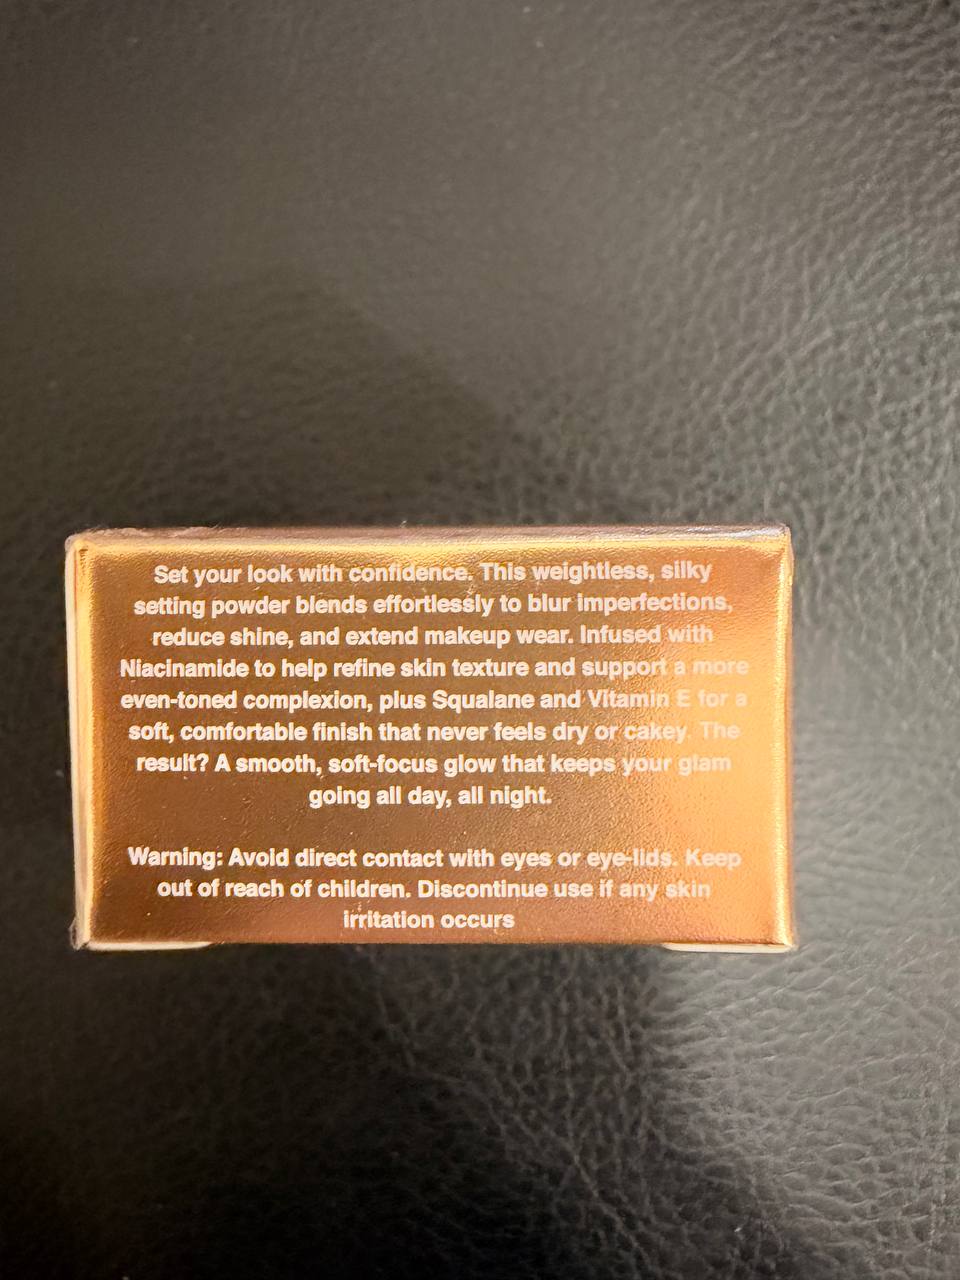 Set your look with confidence. This weightless, silky
setting powder blends effortlessly to blur imperfections,
reduce shine, and extend makeup wear. Infused with
Niacinamide to help refine skin texture and support a more
even-toned complexion, plus Squalane and Vitamin E for a
soft, comfortable finish that never feels dry or cakey. The
result? A smooth, soft-focus glow that keeps your glam
going all day, all night.
Warning: Avoid direct contact with eyes or eye-lids. Keep
out of reach of children. Discontinue use if any skin
irritation occurs